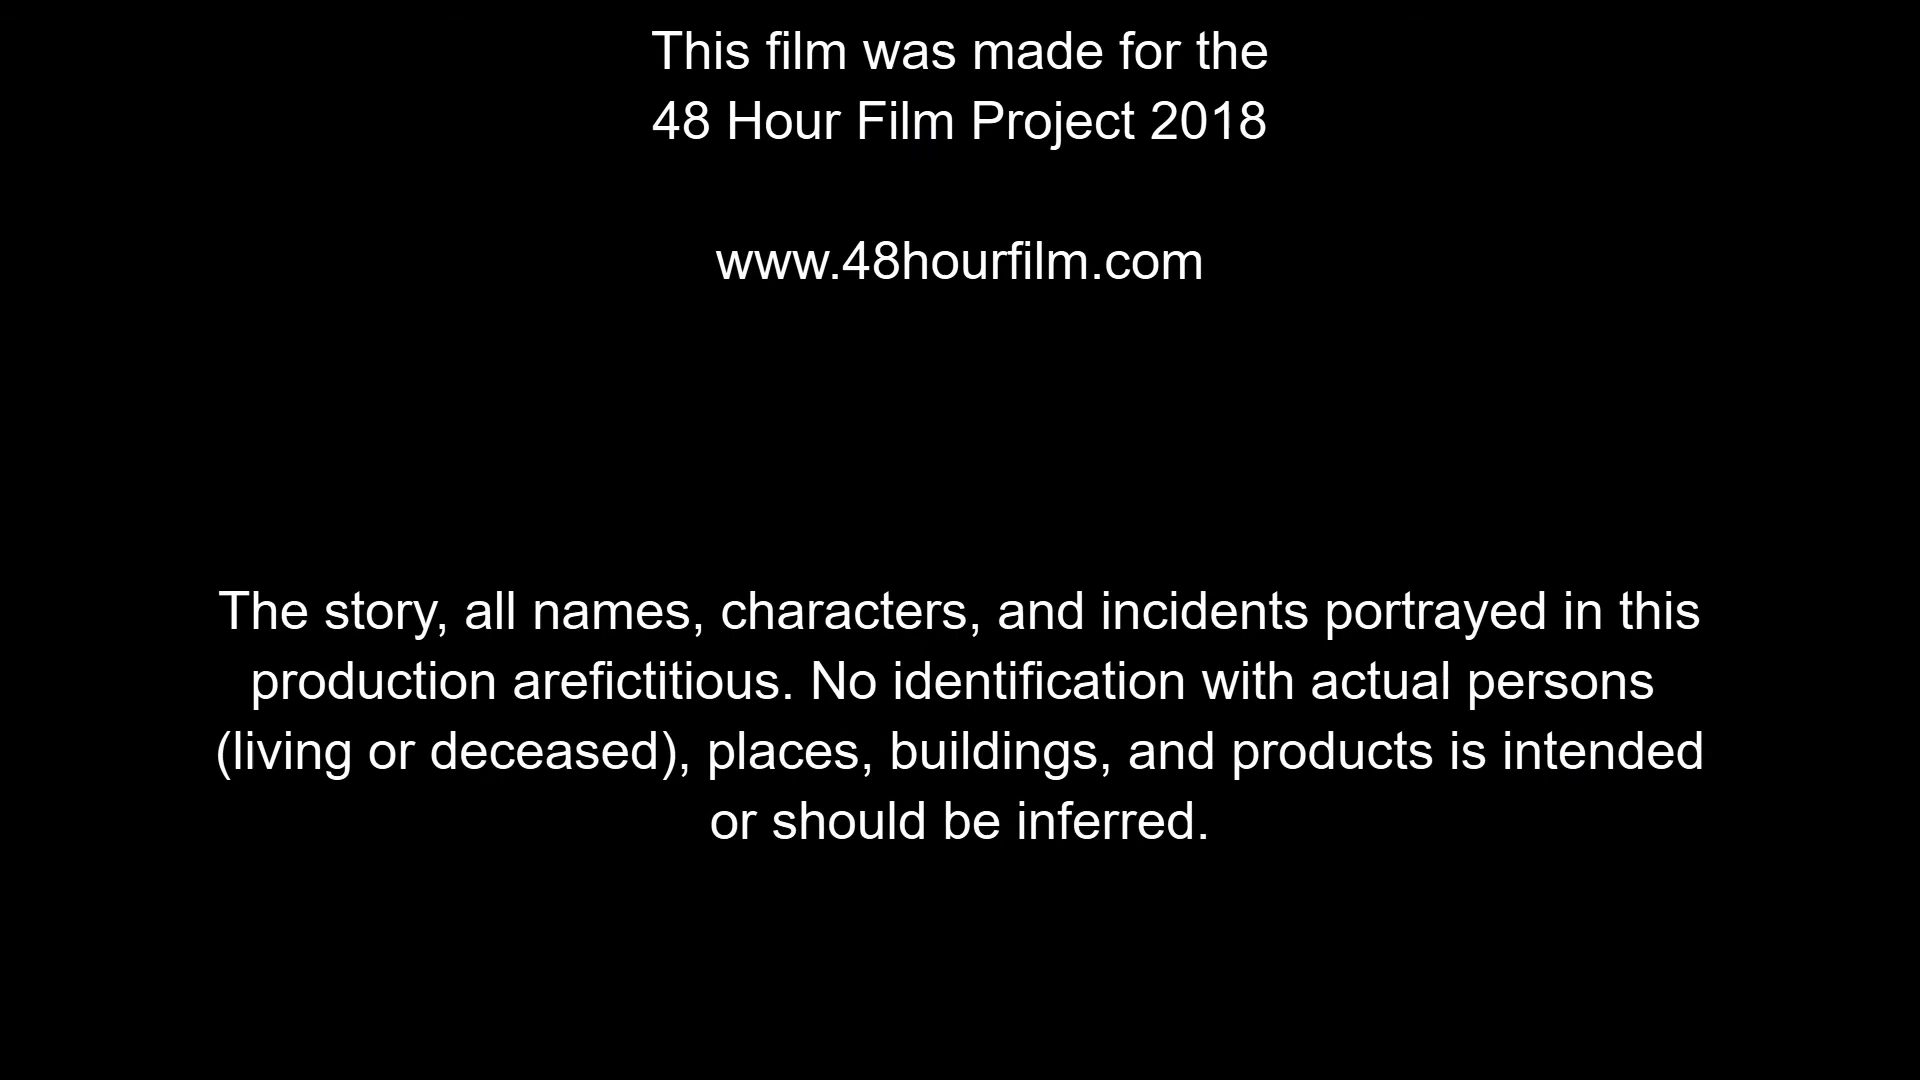 This film was made for the
48 Hour Film Project 2018
www.48hourfilm.com
The story, all names, characters, and incidents portrayed in this
production arefictitious. No identification with actual persons
(living or deceased), places, buildings, and products is intended
or should be inferred.